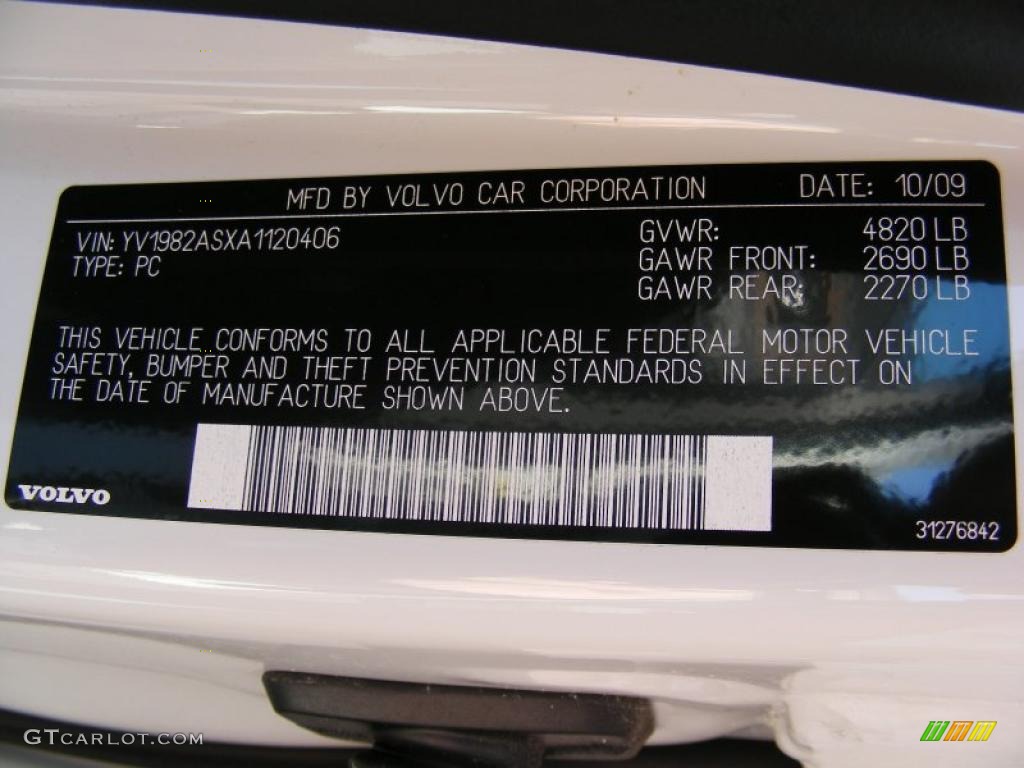 MFD BY VOLVO CAR CORPORATION DATE: 10/09
VIN: YV1982ASXA1120406 GVWR: 4820 LB
TYPE: PC GAWR FRONT: 2690 LB
GAWR REAR: 2270 LB
THIS VEHICLE CONFORMS TO ALL APPLICABLE FEDERAL MOTOR VEHICLE
SAFETY, BUMPER AND THEFT PREVENTION STANDARDS IN EFFECT ON
THE DATE OF MANUFACTURE SHOWN ABOVE.
VOLVO
31276842
GTCARLOT.COM